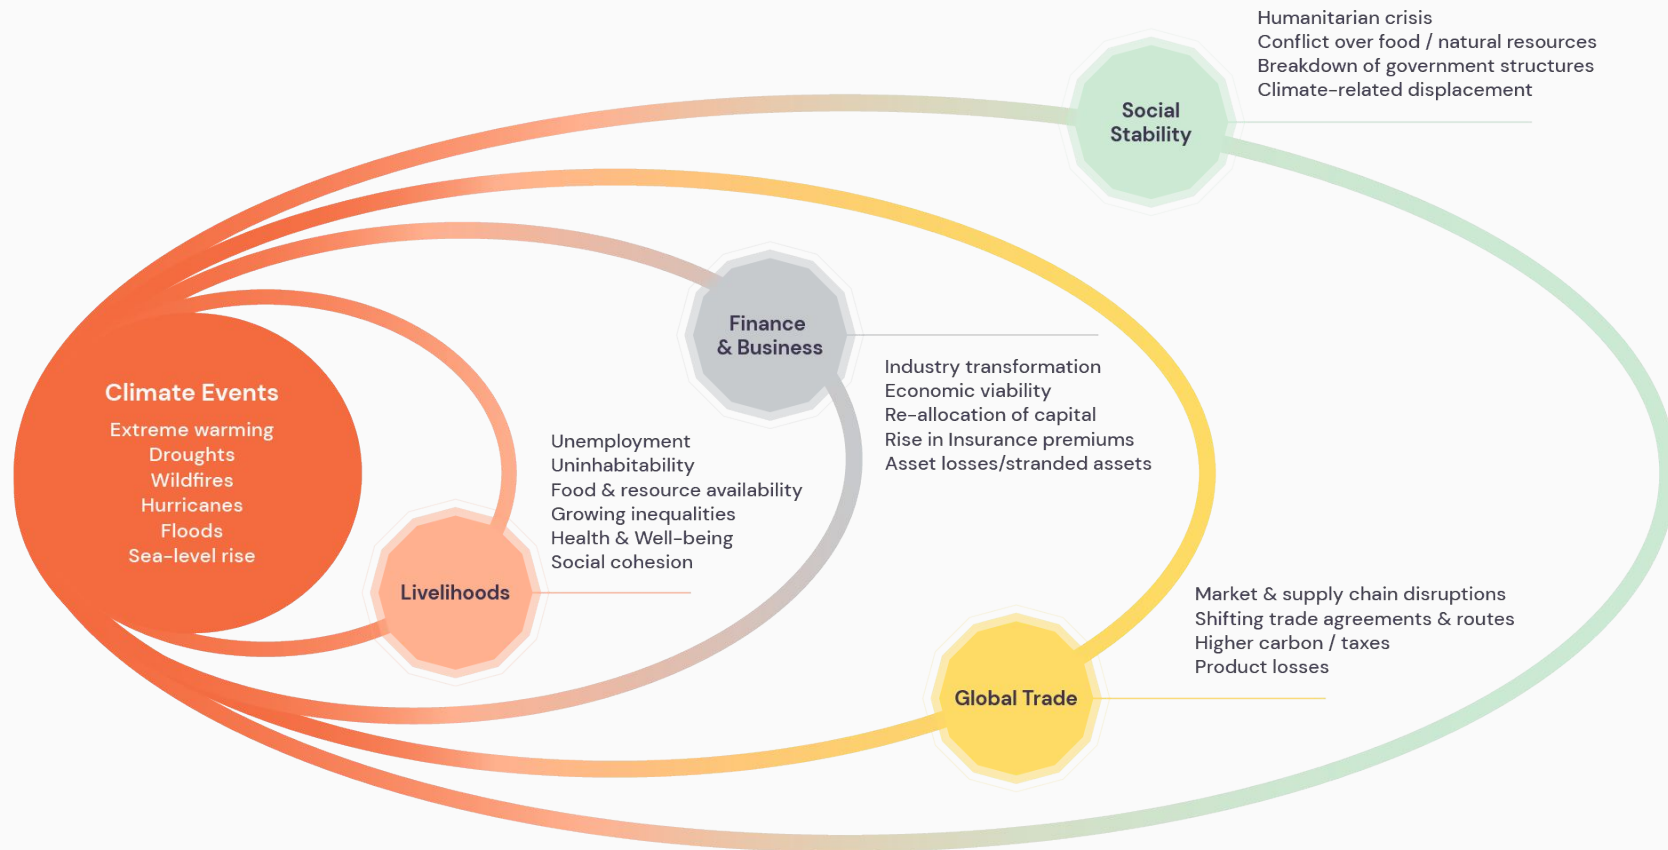 Humanitarian crisis
Conflict over food / natural resources
Breakdown of government structures
Climate-related displacement
Social
Stability
Finance
& Business
Industry transformation
Economic viability
Re-allocation of capital
Rise in Insurance premiums
Asset losses/stranded assets
Climate Events
Extreme warming
Droughts
Wildfires
Hurricanes
Floods
Sea-level rise
Unemployment
Uninhabitability
Food & resource availability
Growing inequalities
Health & Well-being
Social cohesion
Livelihoods
Market & supply chain disruptions
Shifting trade agreements & routes
Higher carbon / taxes
Product losses
Global Trade